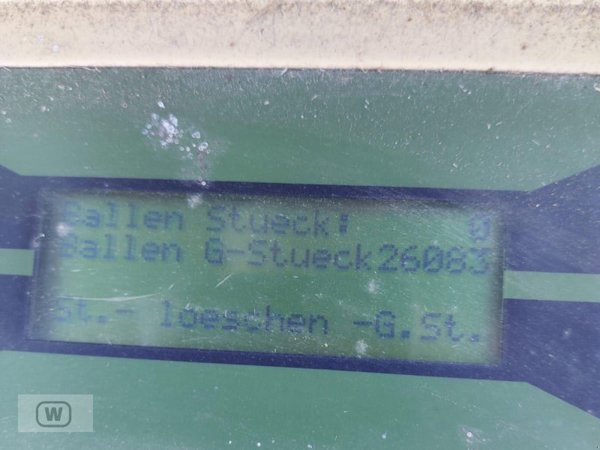 Ballen Stueck: 0
Ballen G-Stueck26083
St.- loeschen -G.St.
W